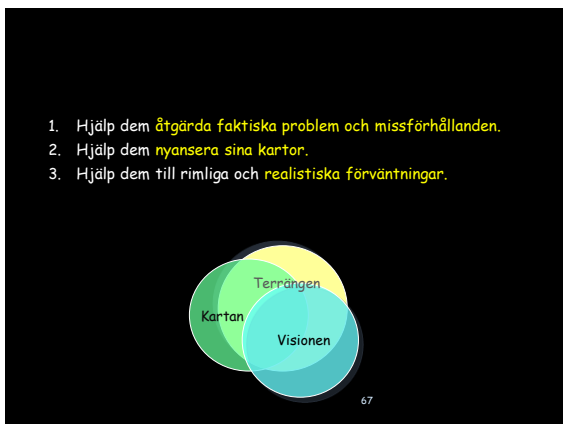 1. Hjälp dem åtgärda faktiska problem och missförhållanden.
2. Hjälp dem nyansera sina kartor.
3. Hjälp dem till rimliga och realistiska förväntningar.
Terrängen
Kartan
Visionen
67